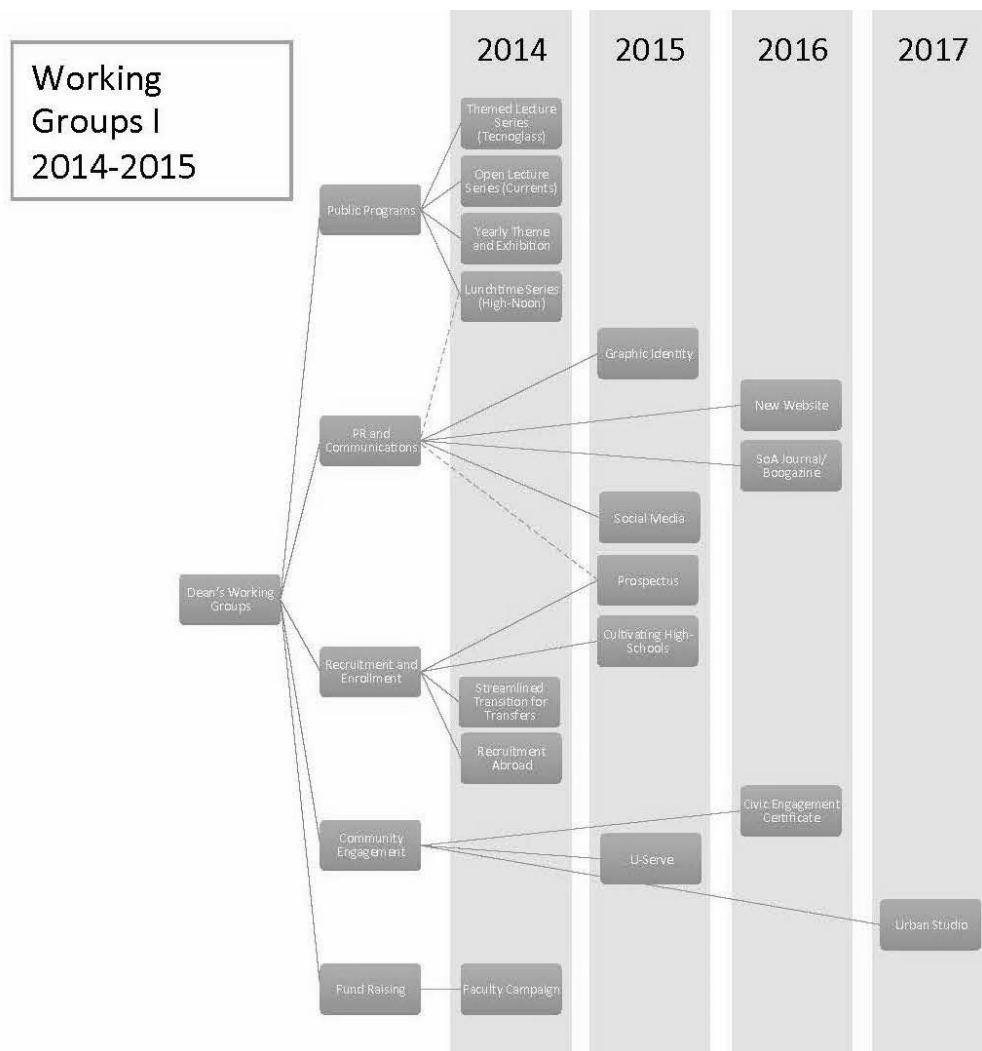 Working
Groups I
2014-2015
2014
2015
2016
2017
Themed Lecture
Series
(Tecnoglass)
Open Lecture
Series (Currents)
Public Programs
Yearly Theme
and Exhibition
Lunchtime Series
(High-Noon)
Graphic Identity
New Website
PR and
Communications
SoA Journal/
Boogazine
Social Media
Prospectus
Dean's Working
Groups
Cultivating High-
Schools
Recruitment and
Enrollment
Streamlined
Transition for
Transfers
Recruitment
Abroad
Civic Engagement
Certificate
Community
Engagement
U-Serve
Urban Studio
Fund Raising
Faculty Campaign